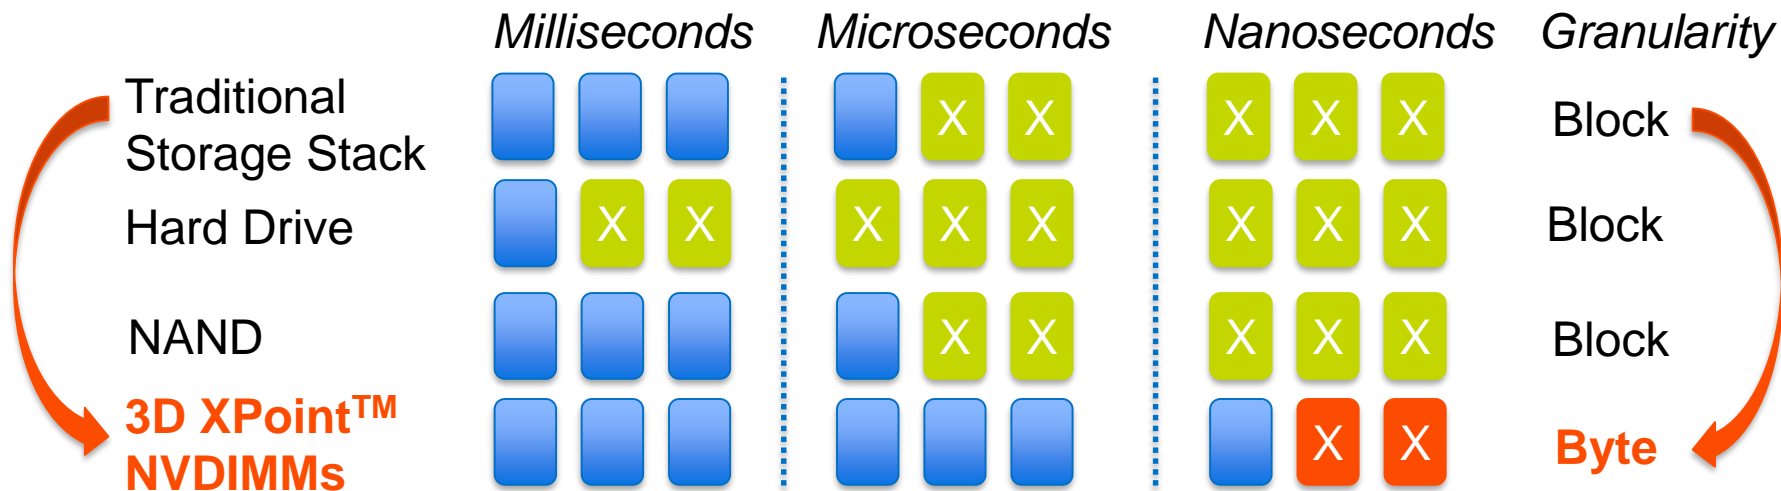 Milliseconds Microseconds Nanoseconds Granularity
Traditional
Storage Stack X X X X X Block
Hard Drive X X X X X X X X Block
NAND X X X X X Block
3D XPoint™
NVDIMMs X X Byte